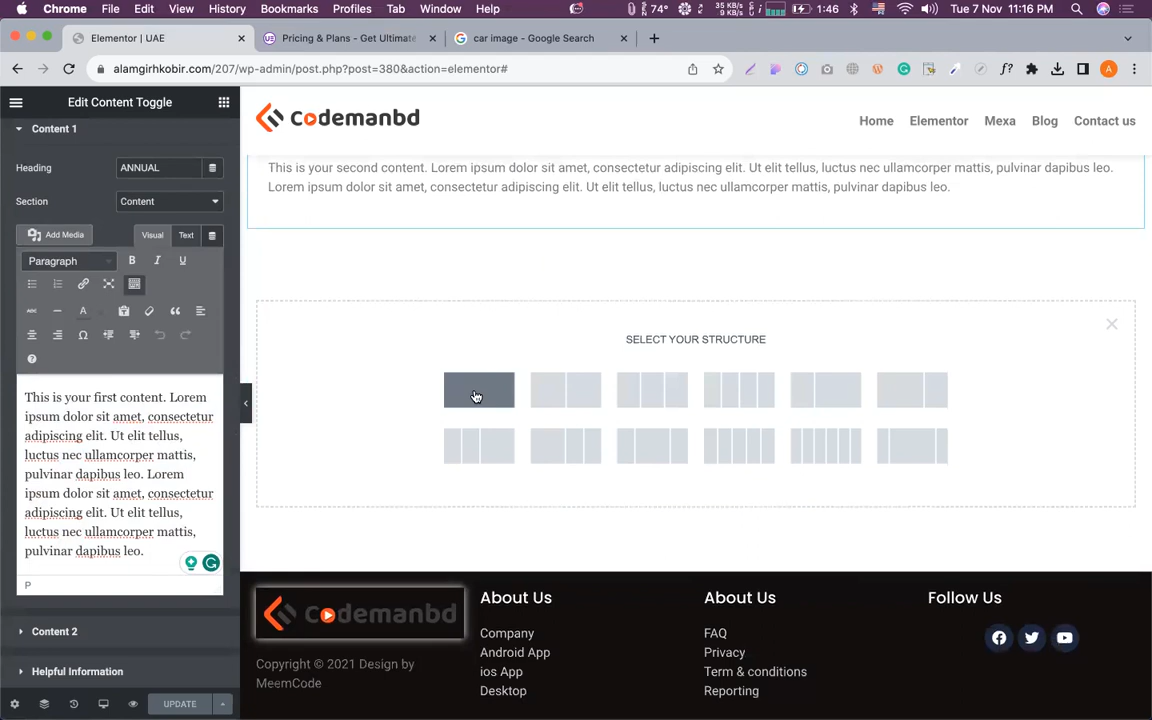 Chrome File Edit View History Bookmarks Profiles Tab Window Help 74° 35 KB/s 9 KB/s 1:46 Tue 7 Nov 11:16 PM
Elementor | UAE
Pricing & Plans - Get Ultimate
car image - Google Search
alamgirhkobir.com/207/wp-admin/post.php?post=380&action=elementor#
Edit Content Toggle
codemanbd
Home Elementor Mexa Blog Contact us
Content 1
Heading ANNUAL
Section Content
Add Media Visual Text
Paragraph B I U
ABC A
This is your first content. Lorem
ipsum dolor sit amet, consectetur
adipiscing elit. Ut elit tellus,
luctus nec ullamcorper mattis,
pulvinar dapibus leo. Lorem
ipsum dolor sit amet, consectetur
adipiscing elit. Ut elit tellus,
luctus nec ullamcorper mattis,
pulvinar dapibus leo.
P
Content 2
Helpful Information
UPDATE
This is your second content. Lorem ipsum dolor sit amet, consectetur adipiscing elit. Ut elit tellus, luctus nec ullamcorper mattis, pulvinar dapibus leo.
Lorem ipsum dolor sit amet, consectetur adipiscing elit. Ut elit tellus, luctus nec ullamcorper mattis, pulvinar dapibus leo.
SELECT YOUR STRUCTURE
codemanbd
Copyright © 2021 Design by
MeemCode
About Us
Company
Android App
ios App
Desktop
About Us
FAQ
Privacy
Term & conditions
Reporting
Follow Us